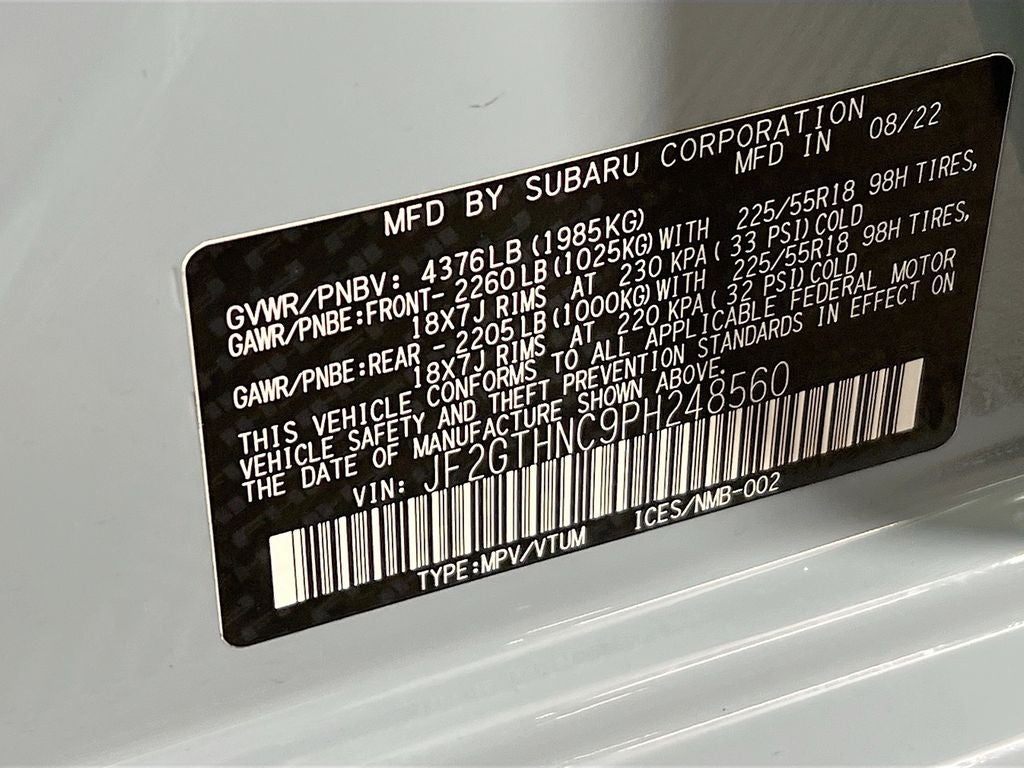 MFD BY SUBARU CORPORATION
MFD IN 08/22
GVWR/PNBV: 4376LB(1985KG)
GAWR/PNBE:FRONT- 2260LB(1025KG)WITH 225/55R18 98H TIRES,
18X7J RIMS AT 230 KPA( 33 PSI)COLD
GAWR/PNBE:REAR - 2205LB(1000KG)WITH 225/55R18 98H TIRES,
18X7J RIMS AT 220 KPA( 32 PSI)COLD
THIS VEHICLE CONFORMS TO ALL APPLICABLE FEDERAL MOTOR
VEHICLE SAFETY AND THEFT PREVENTION STANDARDS IN EFFECT ON
THE DATE OF MANUFACTURE SHOWN ABOVE.
VIN: JF2GTHNC9PH248560
TYPE:MPV/VTUM ICES/NMB-002